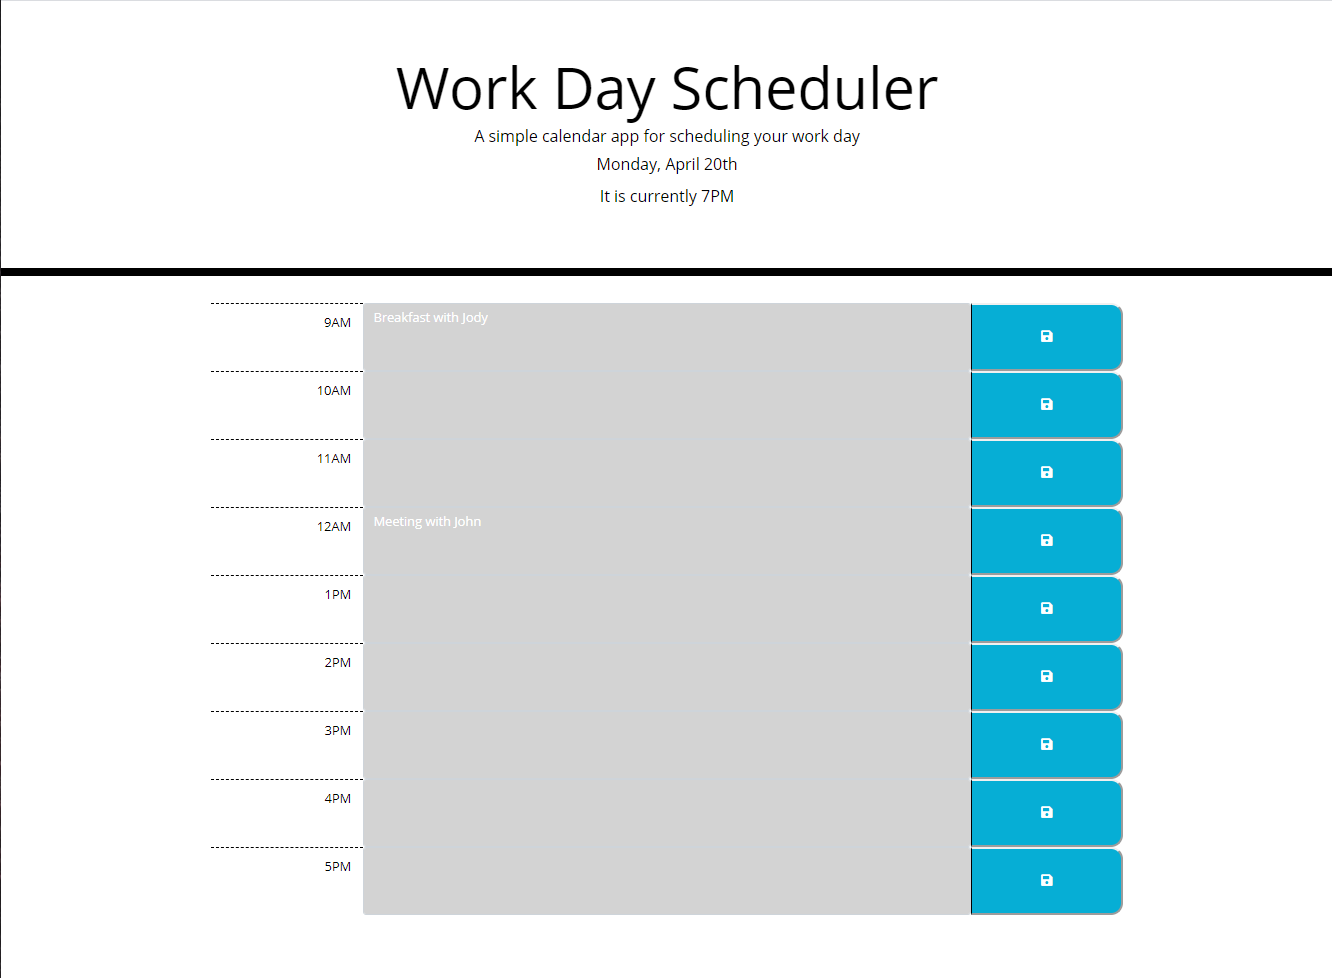 Work Day Scheduler
A simple calendar app for scheduling your work day
Monday, April 20th
It is currently 7PM
9AM Breakfast with Jody
10AM
11AM
12AM Meeting with John
1PM
2PM
3PM
4PM
5PM